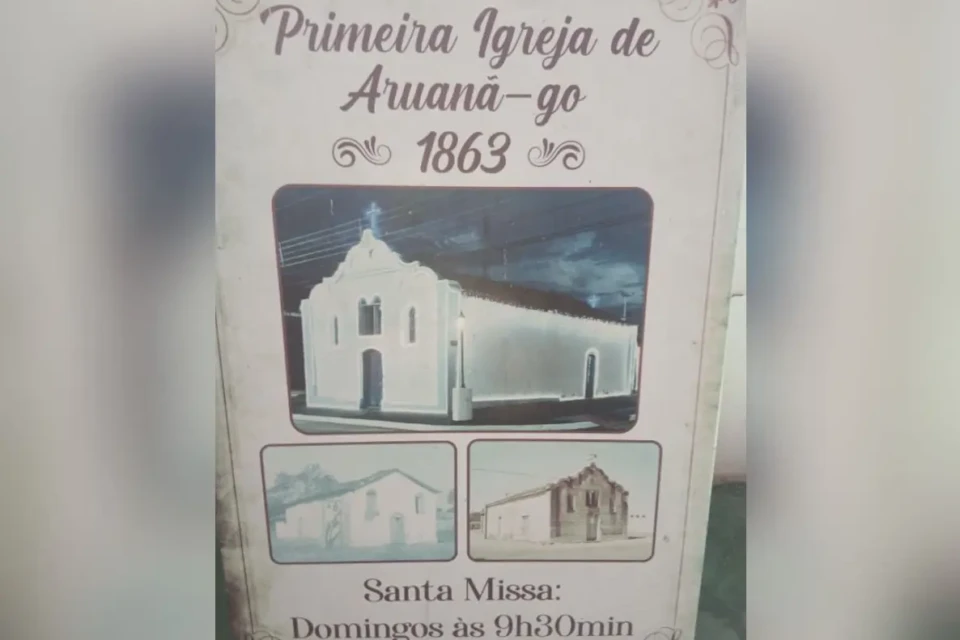 Primeira Igreja de
Aruanã-go
1863
Santa Missa:
Domingos às 9h30min